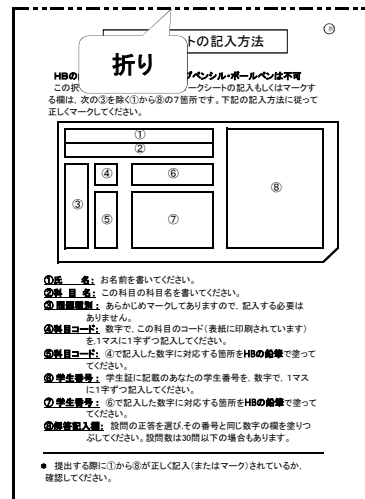 トの記入方法
折り
HBの
プペンシル・ボールペンは不可
この択
ークシートの記入もしくはマークす
る欄は、次の③を除く①から⑧の7箇所です。下記の記入方法に従って
正しくマークしてください。
①
②
③
④
⑥
⑤
⑦
⑧
①氏 名: お名前を書いてください。
②科 目 名: この科目の科目名を書いてください。
③ 問題種別: あらかじめマークしてありますので, 記入する必要は
ありません。
④科目コード: 数字で, この科目のコード(表紙に印刷されています)
を, 1マスに1字ずつ記入してください。
⑤科目コード: ④で記入した数字に対応する箇所をHBの鉛筆で塗って
てください。
⑥ 学生番号: 学生証に記載のあなたの学生番号を, 数字で, 1マス
に1字ずつ記入してください。
⑦ 学生番号: ⑥で記入した数字に対応する箇所をHBの鉛筆で塗って
てください。
⑧解答記入欄: 設問の正答を選び,その番号と同じ数字の欄を塗りつ
ぶしてください。設問数は30問以下の場合もあります。
● 提出する際に①から⑧が正しく記入(またはマーク)されているか,
確認してください。